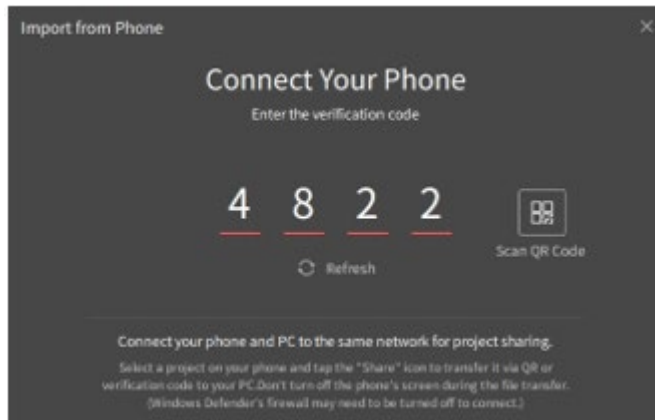 Import from Phone
Connect Your Phone
Enter the verification code
4 8 2 2
Refresh
Scan QR Code
Connect your phone and PC to the same network for project sharing.
Select a project on your phone and tap the "Share" icon to transfer it via QR or
verification code to your PC.Don't turn off the phone's screen during the file transfer.
(Windows Defender's firewall may need to be turned off to connect.)